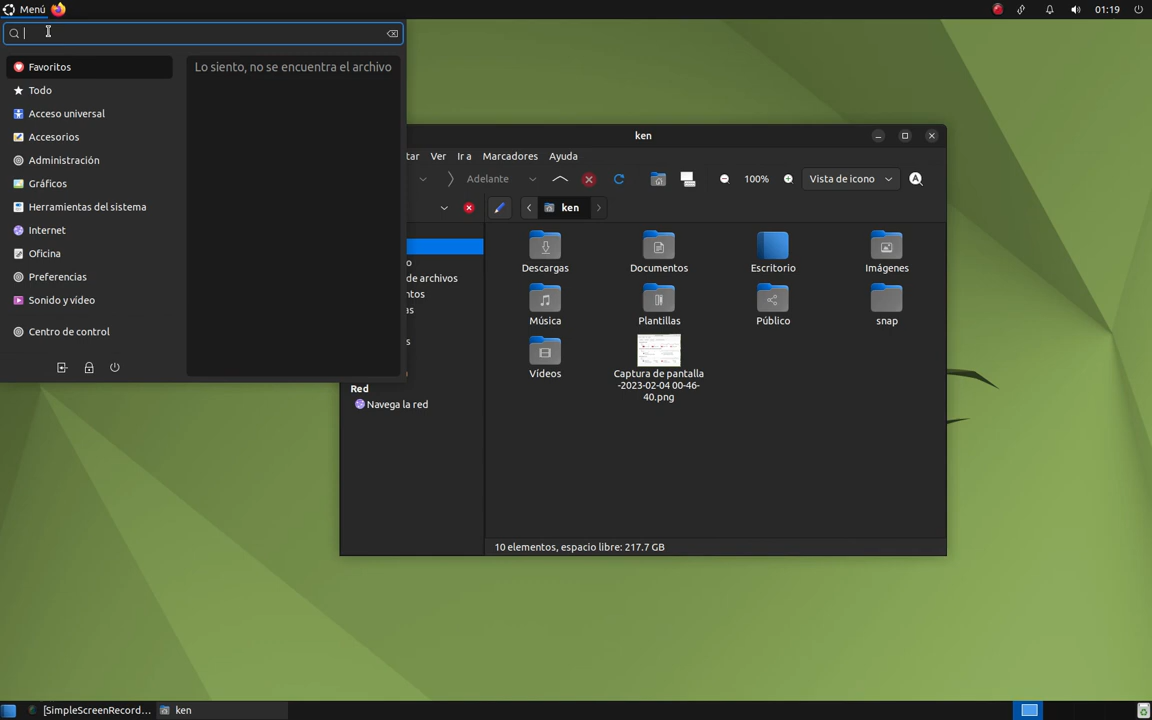 Menú
01:19
Favoritos
Todo
Acceso universal
Accesorios
Administración
Gráficos
Herramientas del sistema
Internet
Oficina
Preferencias
Sonido y vídeo
Centro de control
Lo siento, no se encuentra el archivo
ken
tar Ver Ir a Marcadores Ayuda
Adelante 100% Vista de icono
ken
o
de archivos
ntos
as
s
Red
Navega la red
Descargas Documentos Escritorio Imágenes
Música Plantillas Público snap
Vídeos Captura de pantalla
-2023-02-04 00-46-
40.png
10 elementos, espacio libre: 217.7 GB
[SimpleScreenRecord... ken